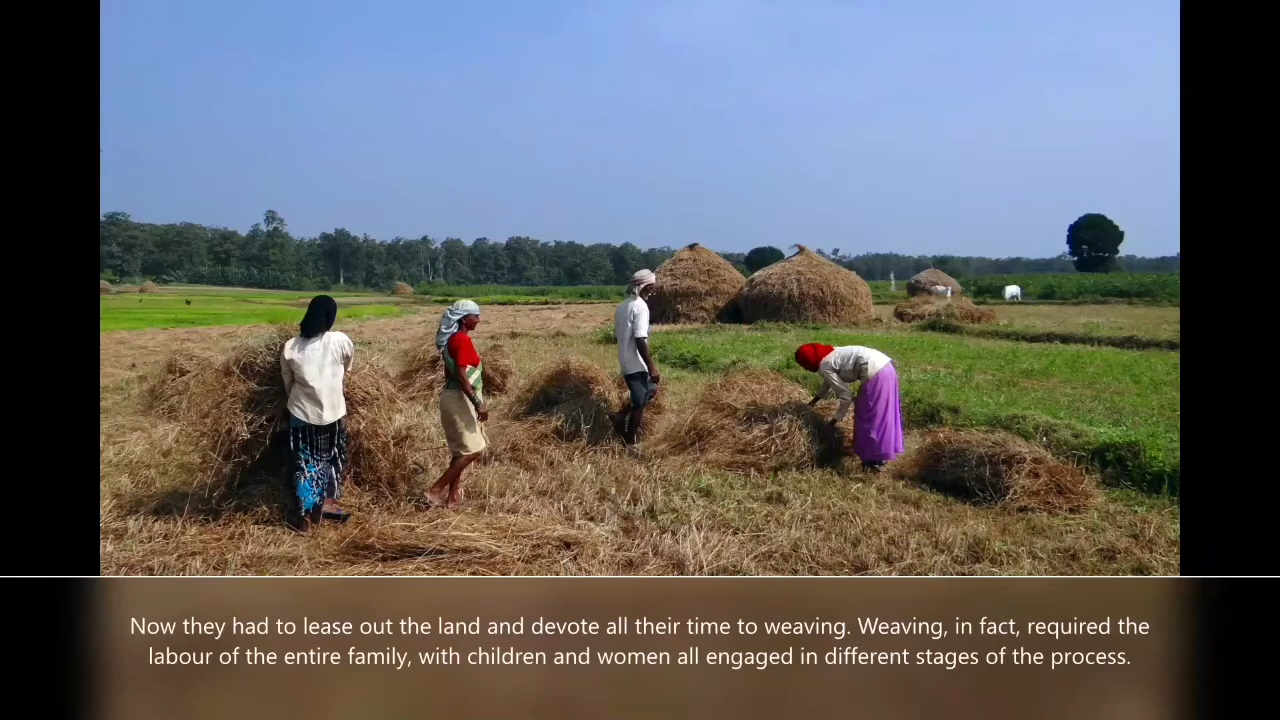 Now they had to lease out the land and devote all their time to weaving. Weaving, in fact, required the
labour of the entire family, with children and women all engaged in different stages of the process.